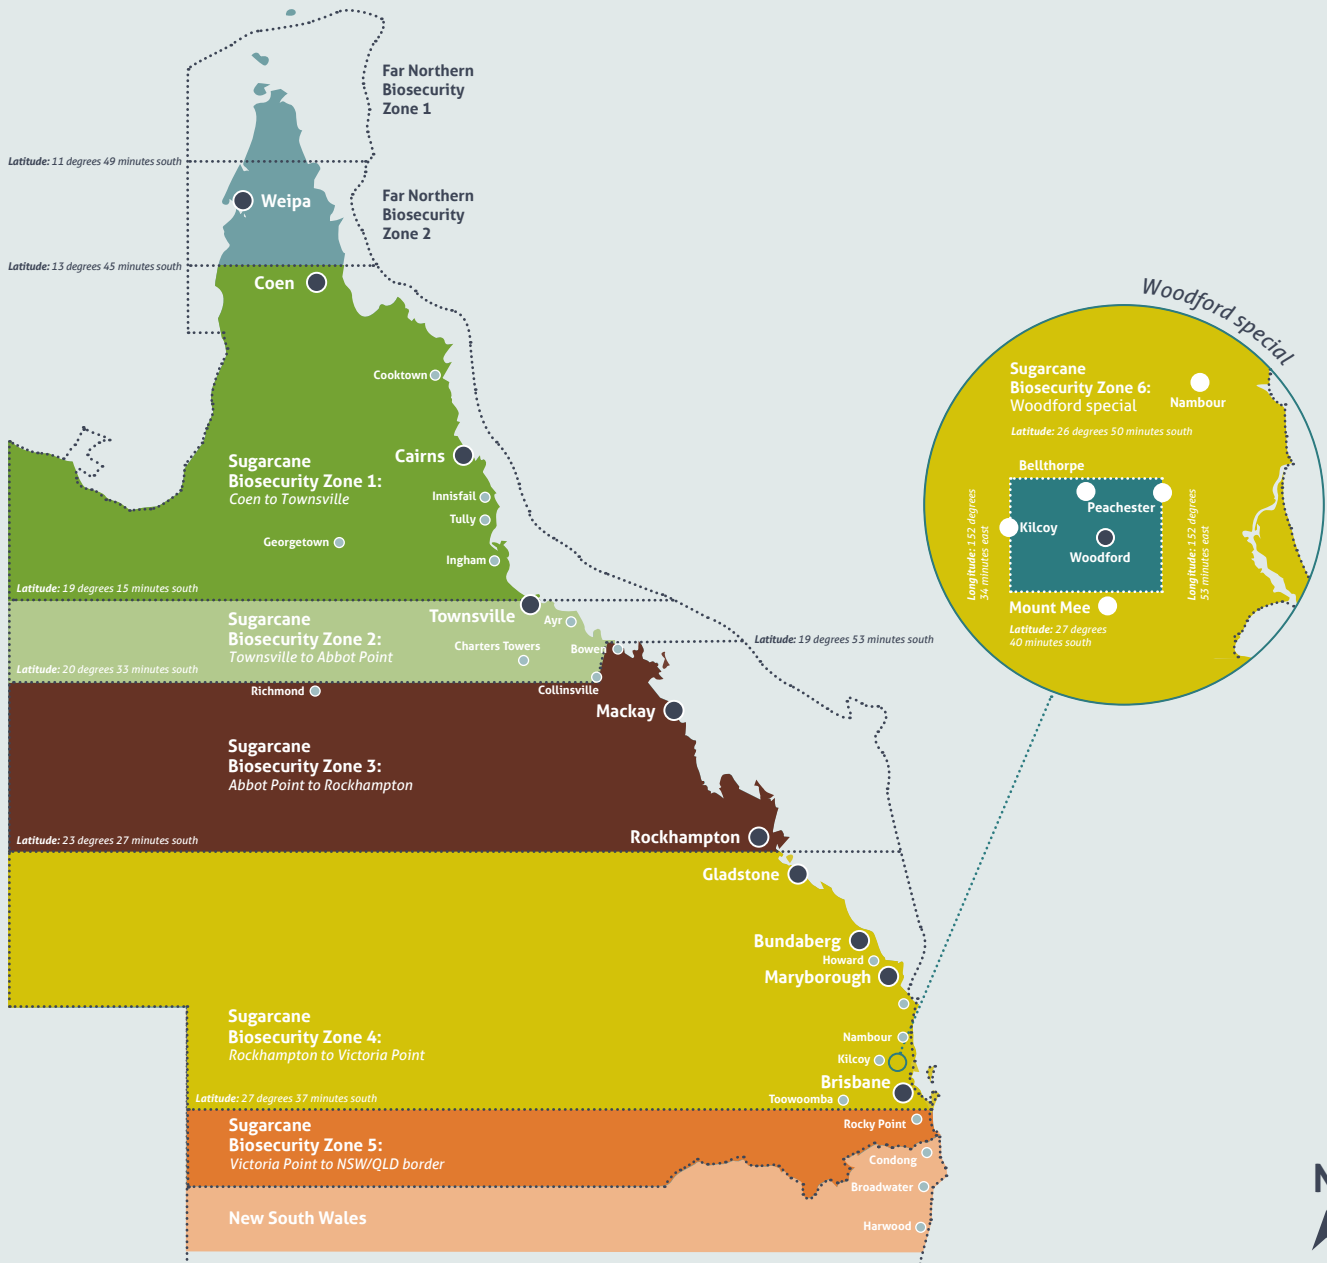 Far Northern
Biosecurity
Zone 1
Latitude: 11 degrees 49 minutes south
Far Northern
Biosecurity
Zone 2
Weipa
Latitude: 13 degrees 45 minutes south
Coen
Cooktown
Cairns
Sugarcane
Biosecurity Zone 1:
Coen to Townsville
Innisfail
Tully
Georgetown
Ingham
Latitude: 19 degrees 15 minutes south
Townsville
Sugarcane
Biosecurity Zone 2:
Townsville to Abbot Point
Ayr
Charters Towers
Bowen
Latitude: 19 degrees 53 minutes south
Latitude: 20 degrees 33 minutes south
Richmond
Collinsville
Mackay
Sugarcane
Biosecurity Zone 3:
Abbot Point to Rockhampton
Rockhampton
Latitude: 23 degrees 27 minutes south
Gladstone
Bundaberg
Howard
Maryborough
Sugarcane
Biosecurity Zone 4:
Rockhampton to Victoria Point
Nambour
Kilcoy
Brisbane
Toowoomba
Latitude: 27 degrees 37 minutes south
Sugarcane
Biosecurity Zone 5:
Victoria Point to NSW/QLD border
Rocky Point
Condong
Broadwater
New South Wales
Harwood
Woodford special
Sugarcane
Biosecurity Zone 6:
Woodford special
Nambour
Latitude: 26 degrees 50 minutes south
Bellthorpe
Peachester
Kilcoy
Woodford
Longitude: 152 degrees
34 minutes east
Longitude: 152 degrees
53 minutes east
Mount Mee
Latitude: 27 degrees
40 minutes south
N